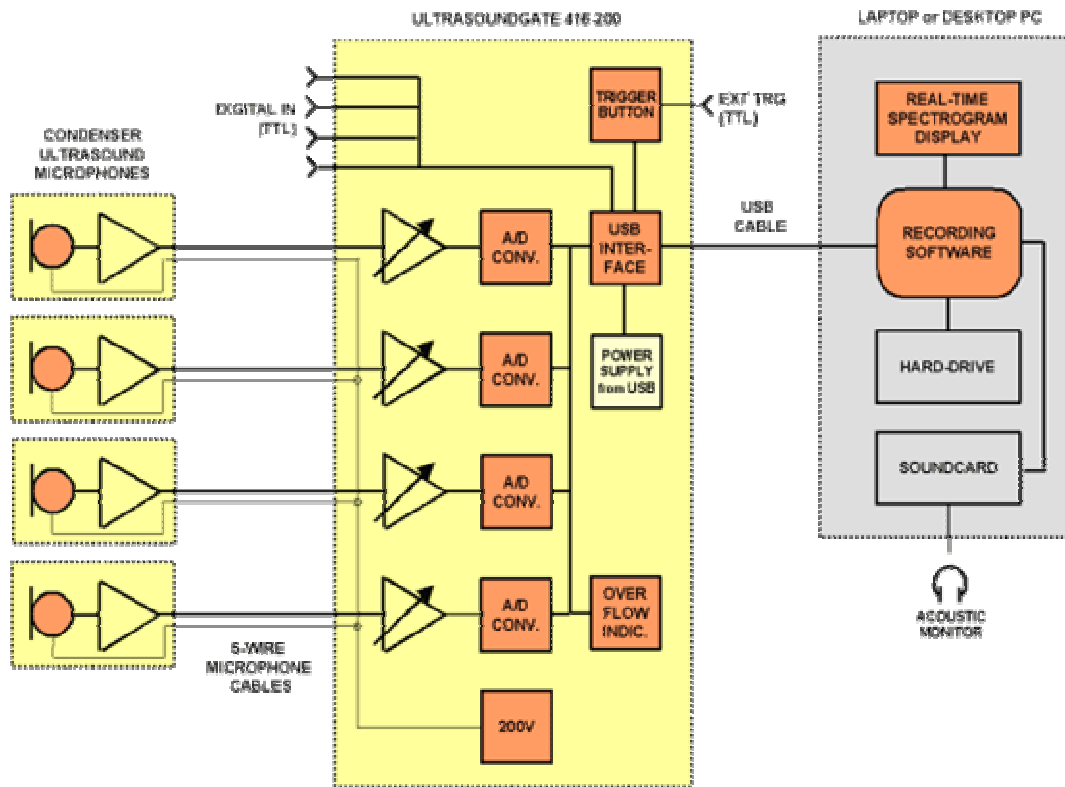 ULTRASOUNDGATE 416-200
LAPTOP or DESKTOP PC
DIGITAL IN
(TTL)
TRIGGER
BUTTON
EXT TRG
(TTL)
REAL-TIME
SPECTROGRAM
DISPLAY
CONDENSER
ULTRASOUND
MICROPHONES
A/D
CONV.
USB
INTER-
FACE
USB
CABLE
RECORDING
SOFTWARE
A/D
CONV.
POWER
SUPPLY
from USB
HARD-DRIVE
A/D
CONV.
SOUNDCARD
A/D
CONV.
OVER
FLOW
INDIC.
ACOUSTIC
MONITOR
5-WIRE
MICROPHONE
CABLES
200V